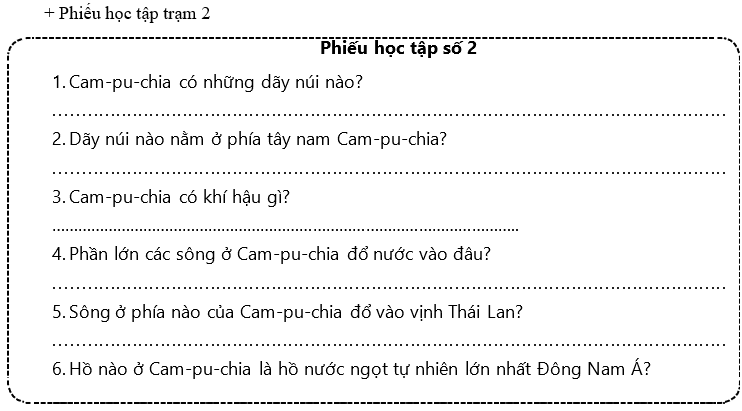 + Phiếu học tập trạm 2
Phiếu học tập số 2
1. Cam-pu-chia có những dãy núi nào?
………………………………………………………………………………………………
2. Dãy núi nào nằm ở phía tây nam Cam-pu-chia?
………………………………………………………………………………………………
3. Cam-pu-chia có khí hậu gì?
................................................................................................................
4. Phần lớn các sông ở Cam-pu-chia đổ nước vào đâu?
………………………………………………………………………………………………
5. Sông ở phía nào của Cam-pu-chia đổ vào vịnh Thái Lan?
………………………………………………………………………………………………
6. Hồ nào ở Cam-pu-chia là hồ nước ngọt tự nhiên lớn nhất Đông Nam Á?